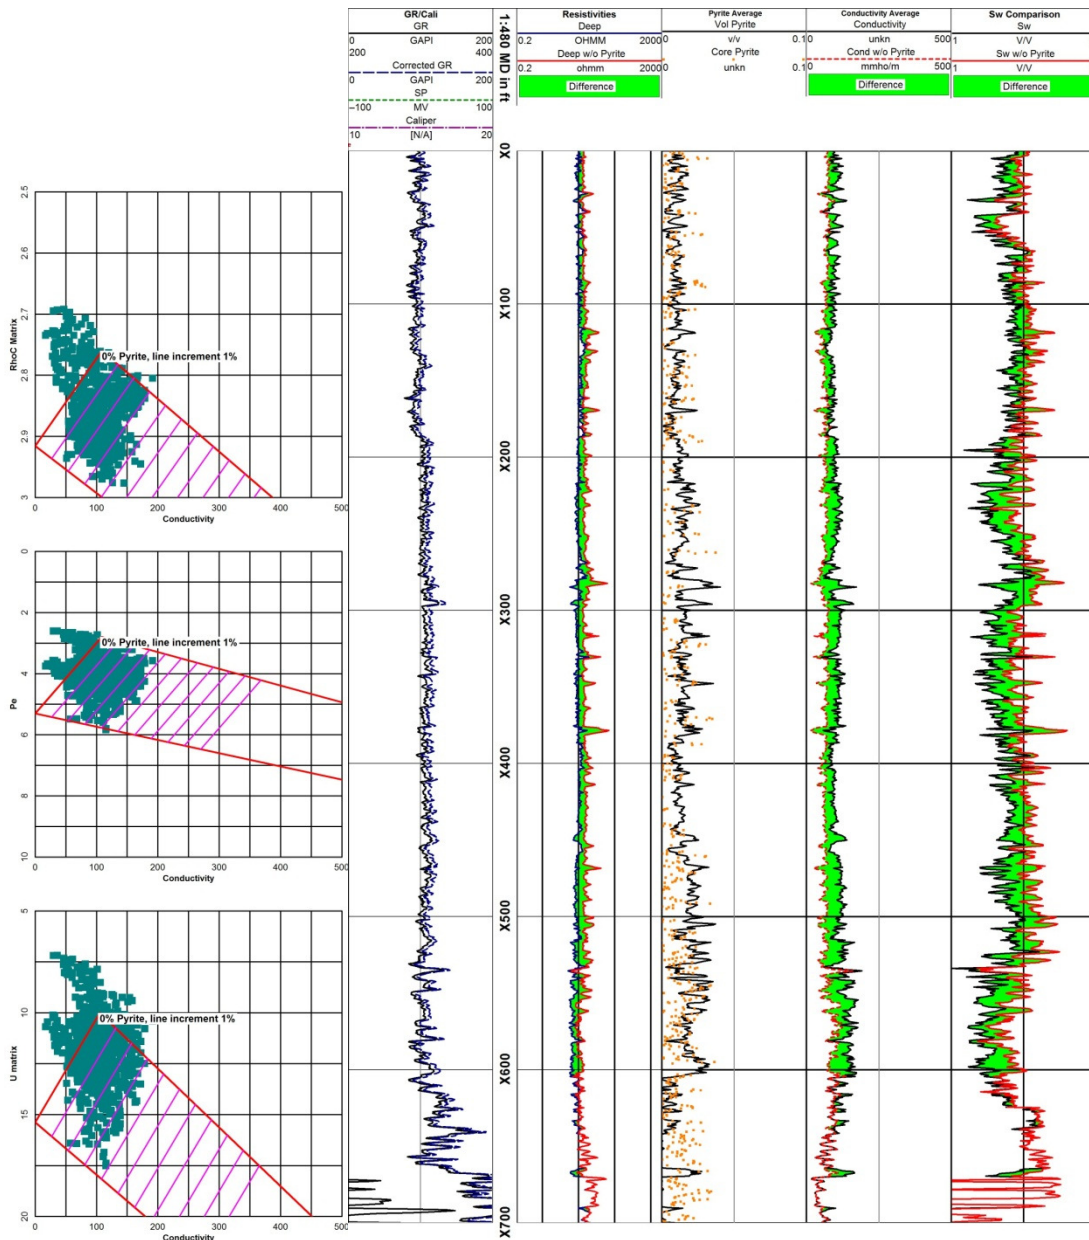 GR/Cali
GR
0 GAPI 200
200 400
Corrected GR
0 GAPI 200
SP
-100 MV 100
Caliper
10 [N/A] 20
1:480 MD in ft
Resistivities
Deep
0.2 OHMM 2000
Deep w/o Pyrite
0.2 ohmm 2000
Difference
Pyrite Average
Vol Pyrite
0 v/v 0.1
Core Pyrite
0 unkn 0.1
Conductivity Average
Conductivity
0 unkn 500
Cond w/o Pyrite
0 mmho/m 500
Difference
Sw Comparison
Sw
1 V/V
Sw w/o Pyrite
1 V/V
Difference
X0
X100
X200
X300
X400
X500
X600
X700
2.5
2.6
2.7
2.8
2.9
3
RhoC Matrix
0% Pyrite, line increment 1%
0 100 200 300 400 500
Conductivity
0
2
4
6
8
10
Pe
0% Pyrite, line increment 1%
0 100 200 300 400 500
Conductivity
5
10
15
20
U matrix
0% Pyrite, line increment 1%
0 100 200 300 400 500
Conductivity